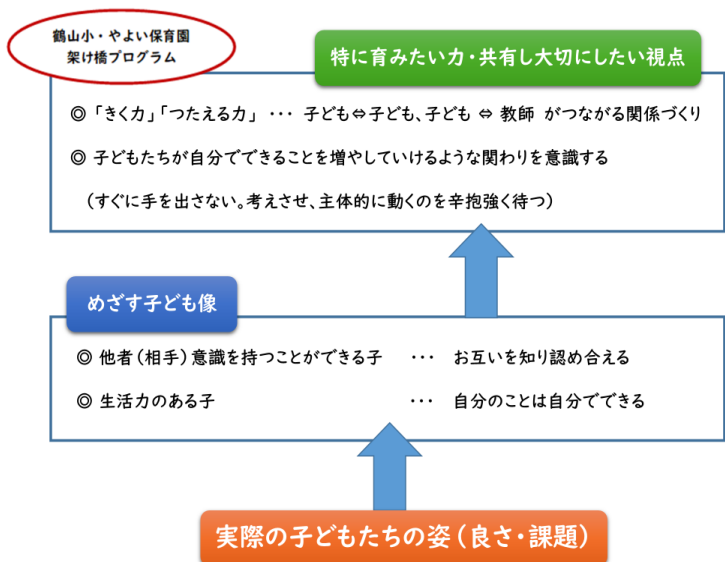 鶴山小・やよい保育園
架け橋プログラム
特に育みたい力・共有し大切にしたい視点
◎ 「きく力」「つたえる力」 ･･･ 子ども⇔子ども、子ども ⇔ 教師 がつながる関係づくり
◎ 子どもたちが自分でできることを増やしていけるような関わりを意識する
（すぐに手を出さない。考えさせ、主体的に動くのを辛抱強く待つ）
めざす子ども像
◎ 他者（相手）意識を持つことができる子 ･･･ お互いを知り認め合える
◎ 生活力のある子 ･･･ 自分のことは自分でできる
実際の子どもたちの姿（良さ・課題）